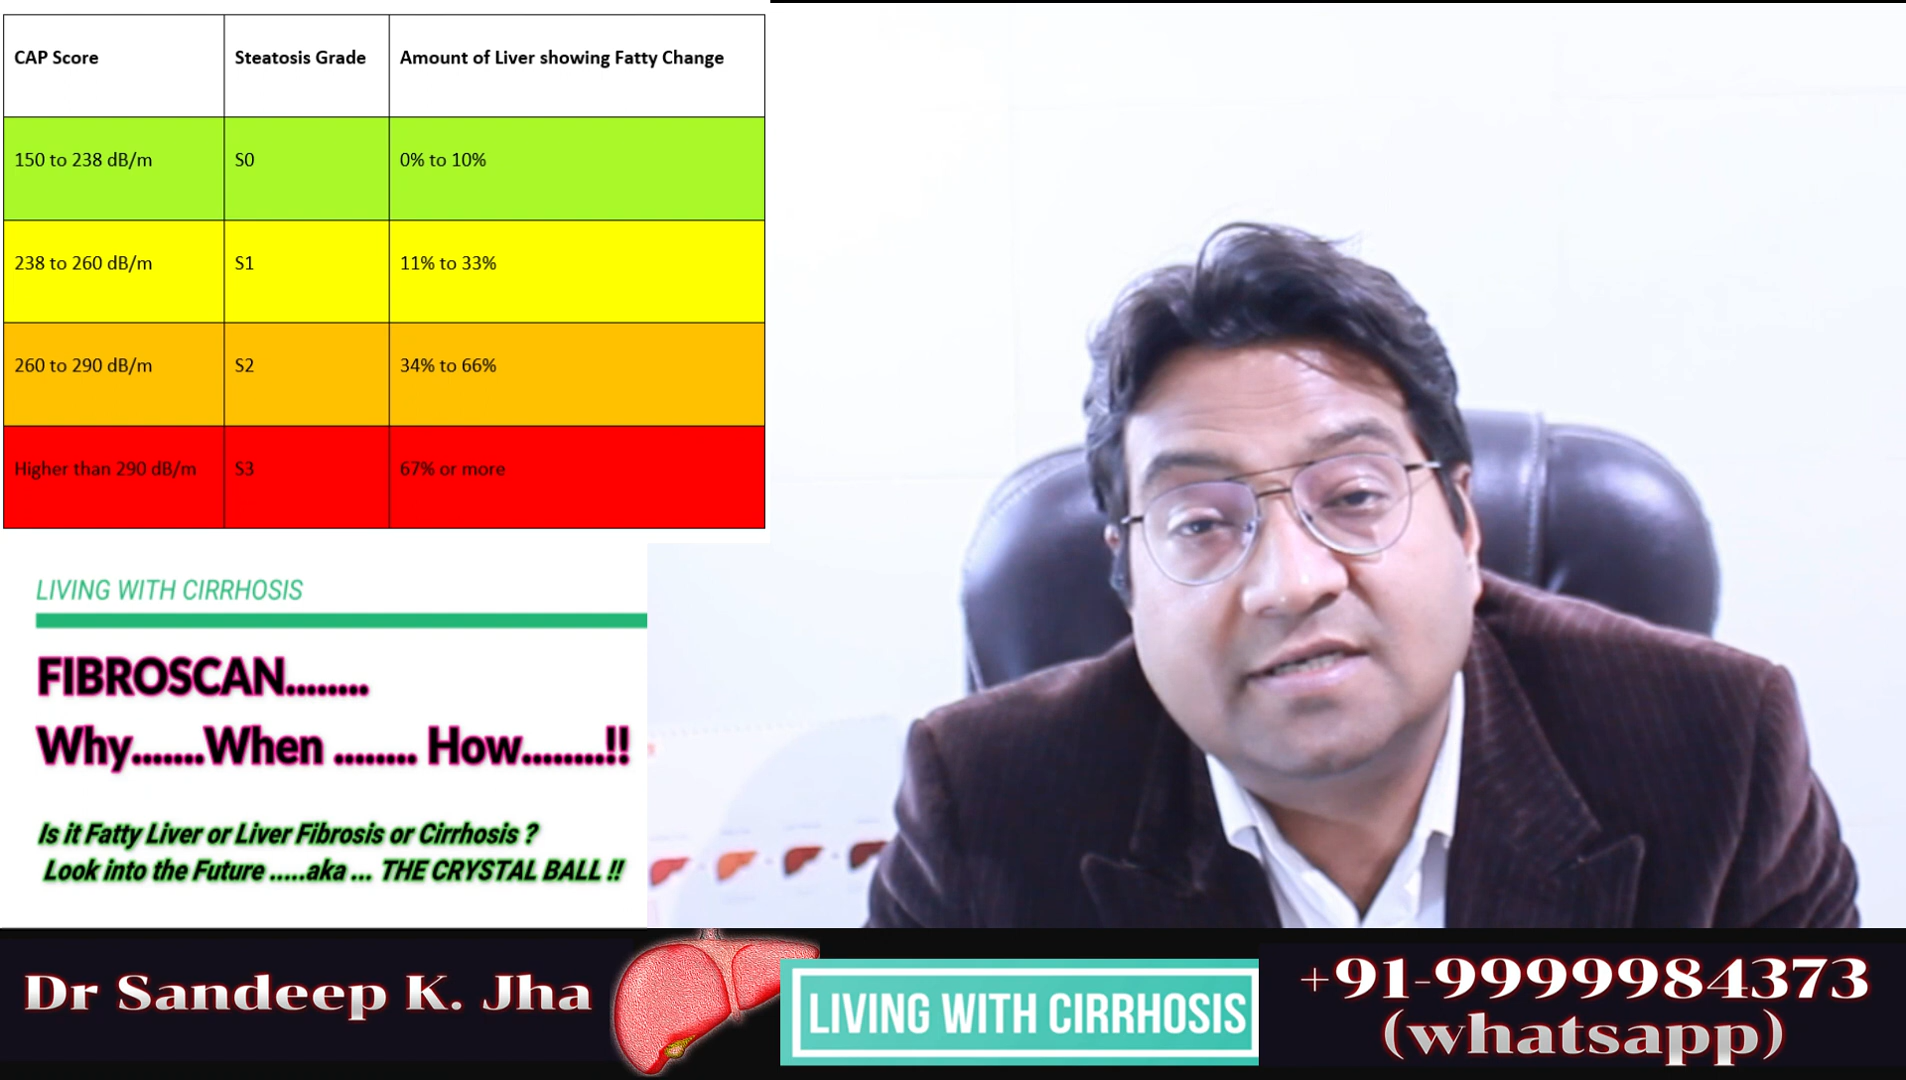 CAP Score Steatosis Grade Amount of Liver showing Fatty Change
150 to 238 dB/m S0 0% to 10%
238 to 260 dB/m S1 11% to 33%
260 to 290 dB/m S2 34% to 66%
Higher than 290 dB/m S3 67% or more
LIVING WITH CIRRHOSIS
FIBROSCAN........
Why.......When ........ How........!!
Is it Fatty Liver or Liver Fibrosis or Cirrhosis ?
Look into the Future .....aka ... THE CRYSTAL BALL !!
Dr Sandeep K. Jha
LIVING WITH CIRRHOSIS
+91-9999984373
(whatsapp)